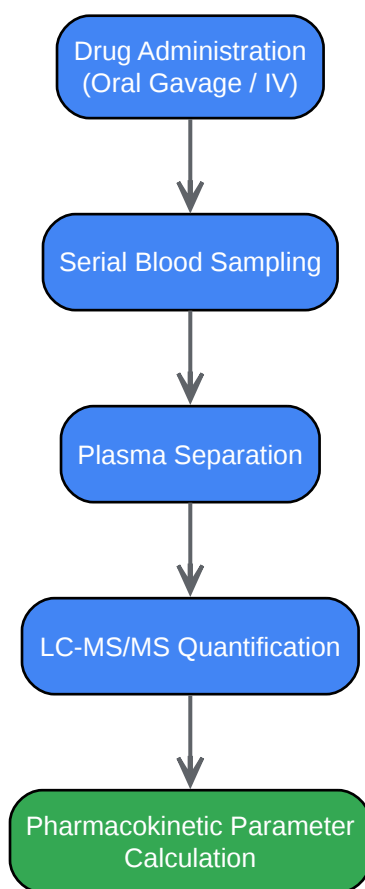 Drug Administration
(Oral Gavage / IV)
Serial Blood Sampling
Plasma Separation
LC-MS/MS Quantification
Pharmacokinetic Parameter
Calculation